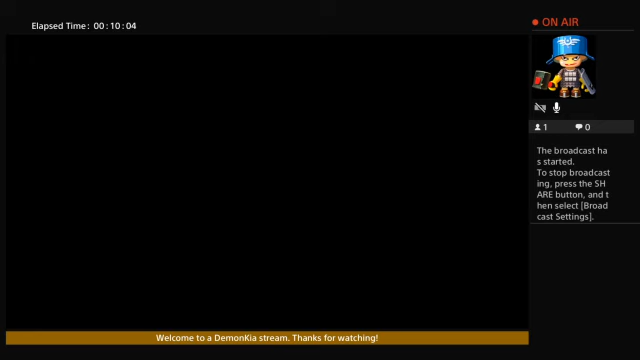 Elapsed Time: 00:10:04
ON AIR
1 0
The broadcast ha
s started.
To stop broadcast
ing, press the SH
ARE button, and t
hen select [Broad
cast Settings].
Welcome to a DemonKia stream. Thanks for watching!